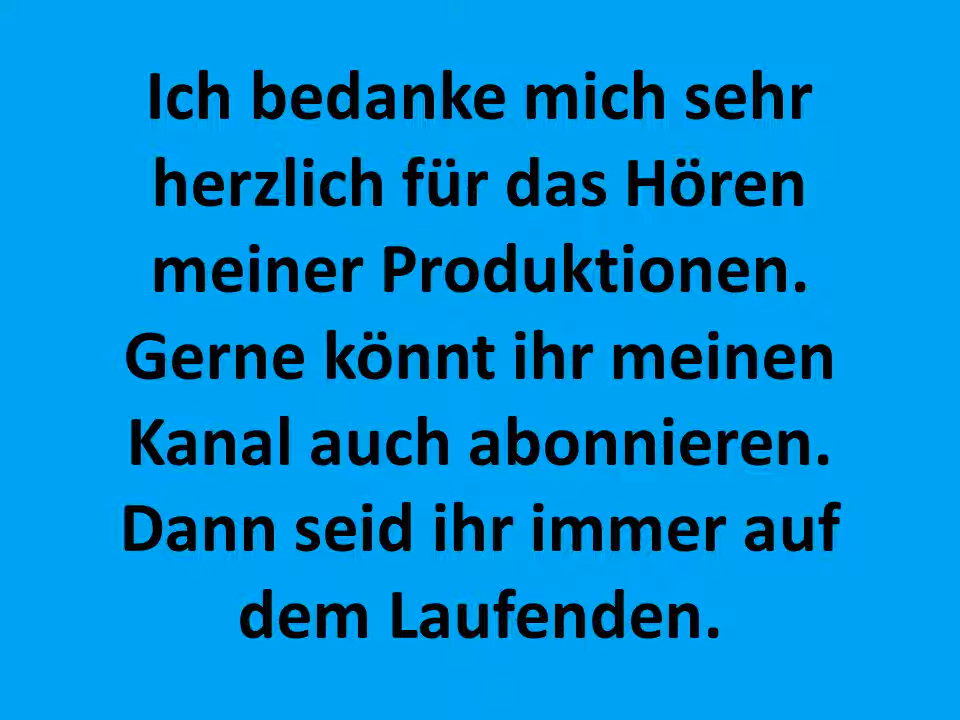 Ich bedanke mich sehr
herzlich für das Hören
meiner Produktionen.
Gerne könnt ihr meinen
Kanal auch abonnieren.
Dann seid ihr immer auf
dem Laufenden.